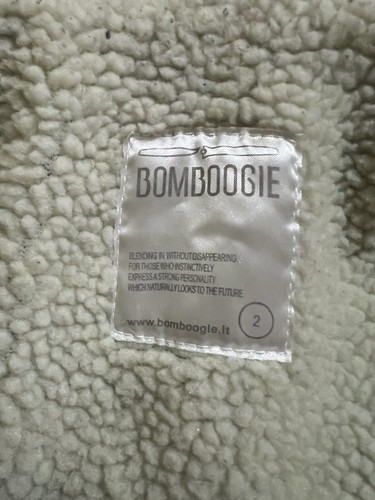 BOMBOOGIE
BLENDING IN WITHOUT DISAPPEARING
FOR THOSE WHO INSTINCTIVELY
EXPRESS A STRONG PERSONALITY
WHICH NATURALLY LOOKS TO THE FUTURE
www.bomboogie.it
2